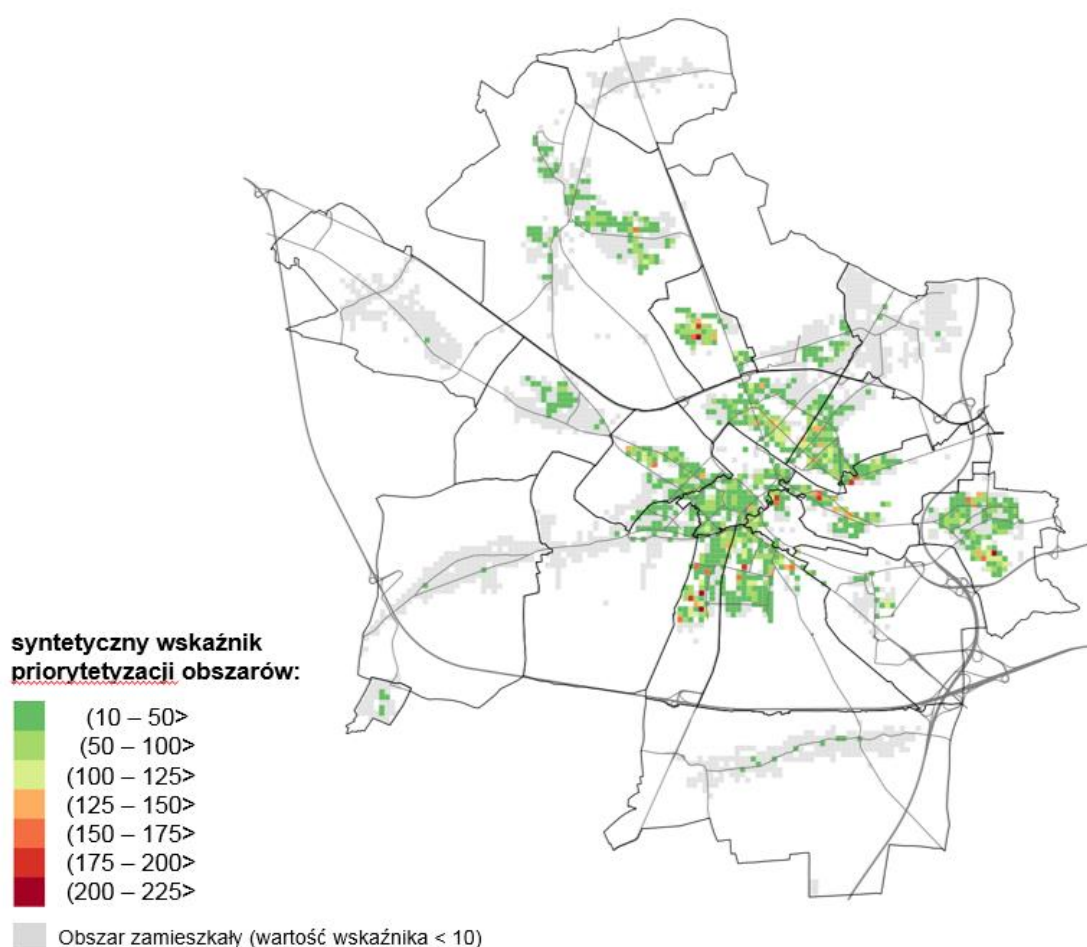 syntetyczny wskaźnik
priorytetyzacji obszarów:
(10 – 50>
(50 – 100>
(100 – 125>
(125 – 150>
(150 – 175>
(175 – 200>
(200 – 225>
Obszar zamieszkały (wartość wskaźnika < 10)